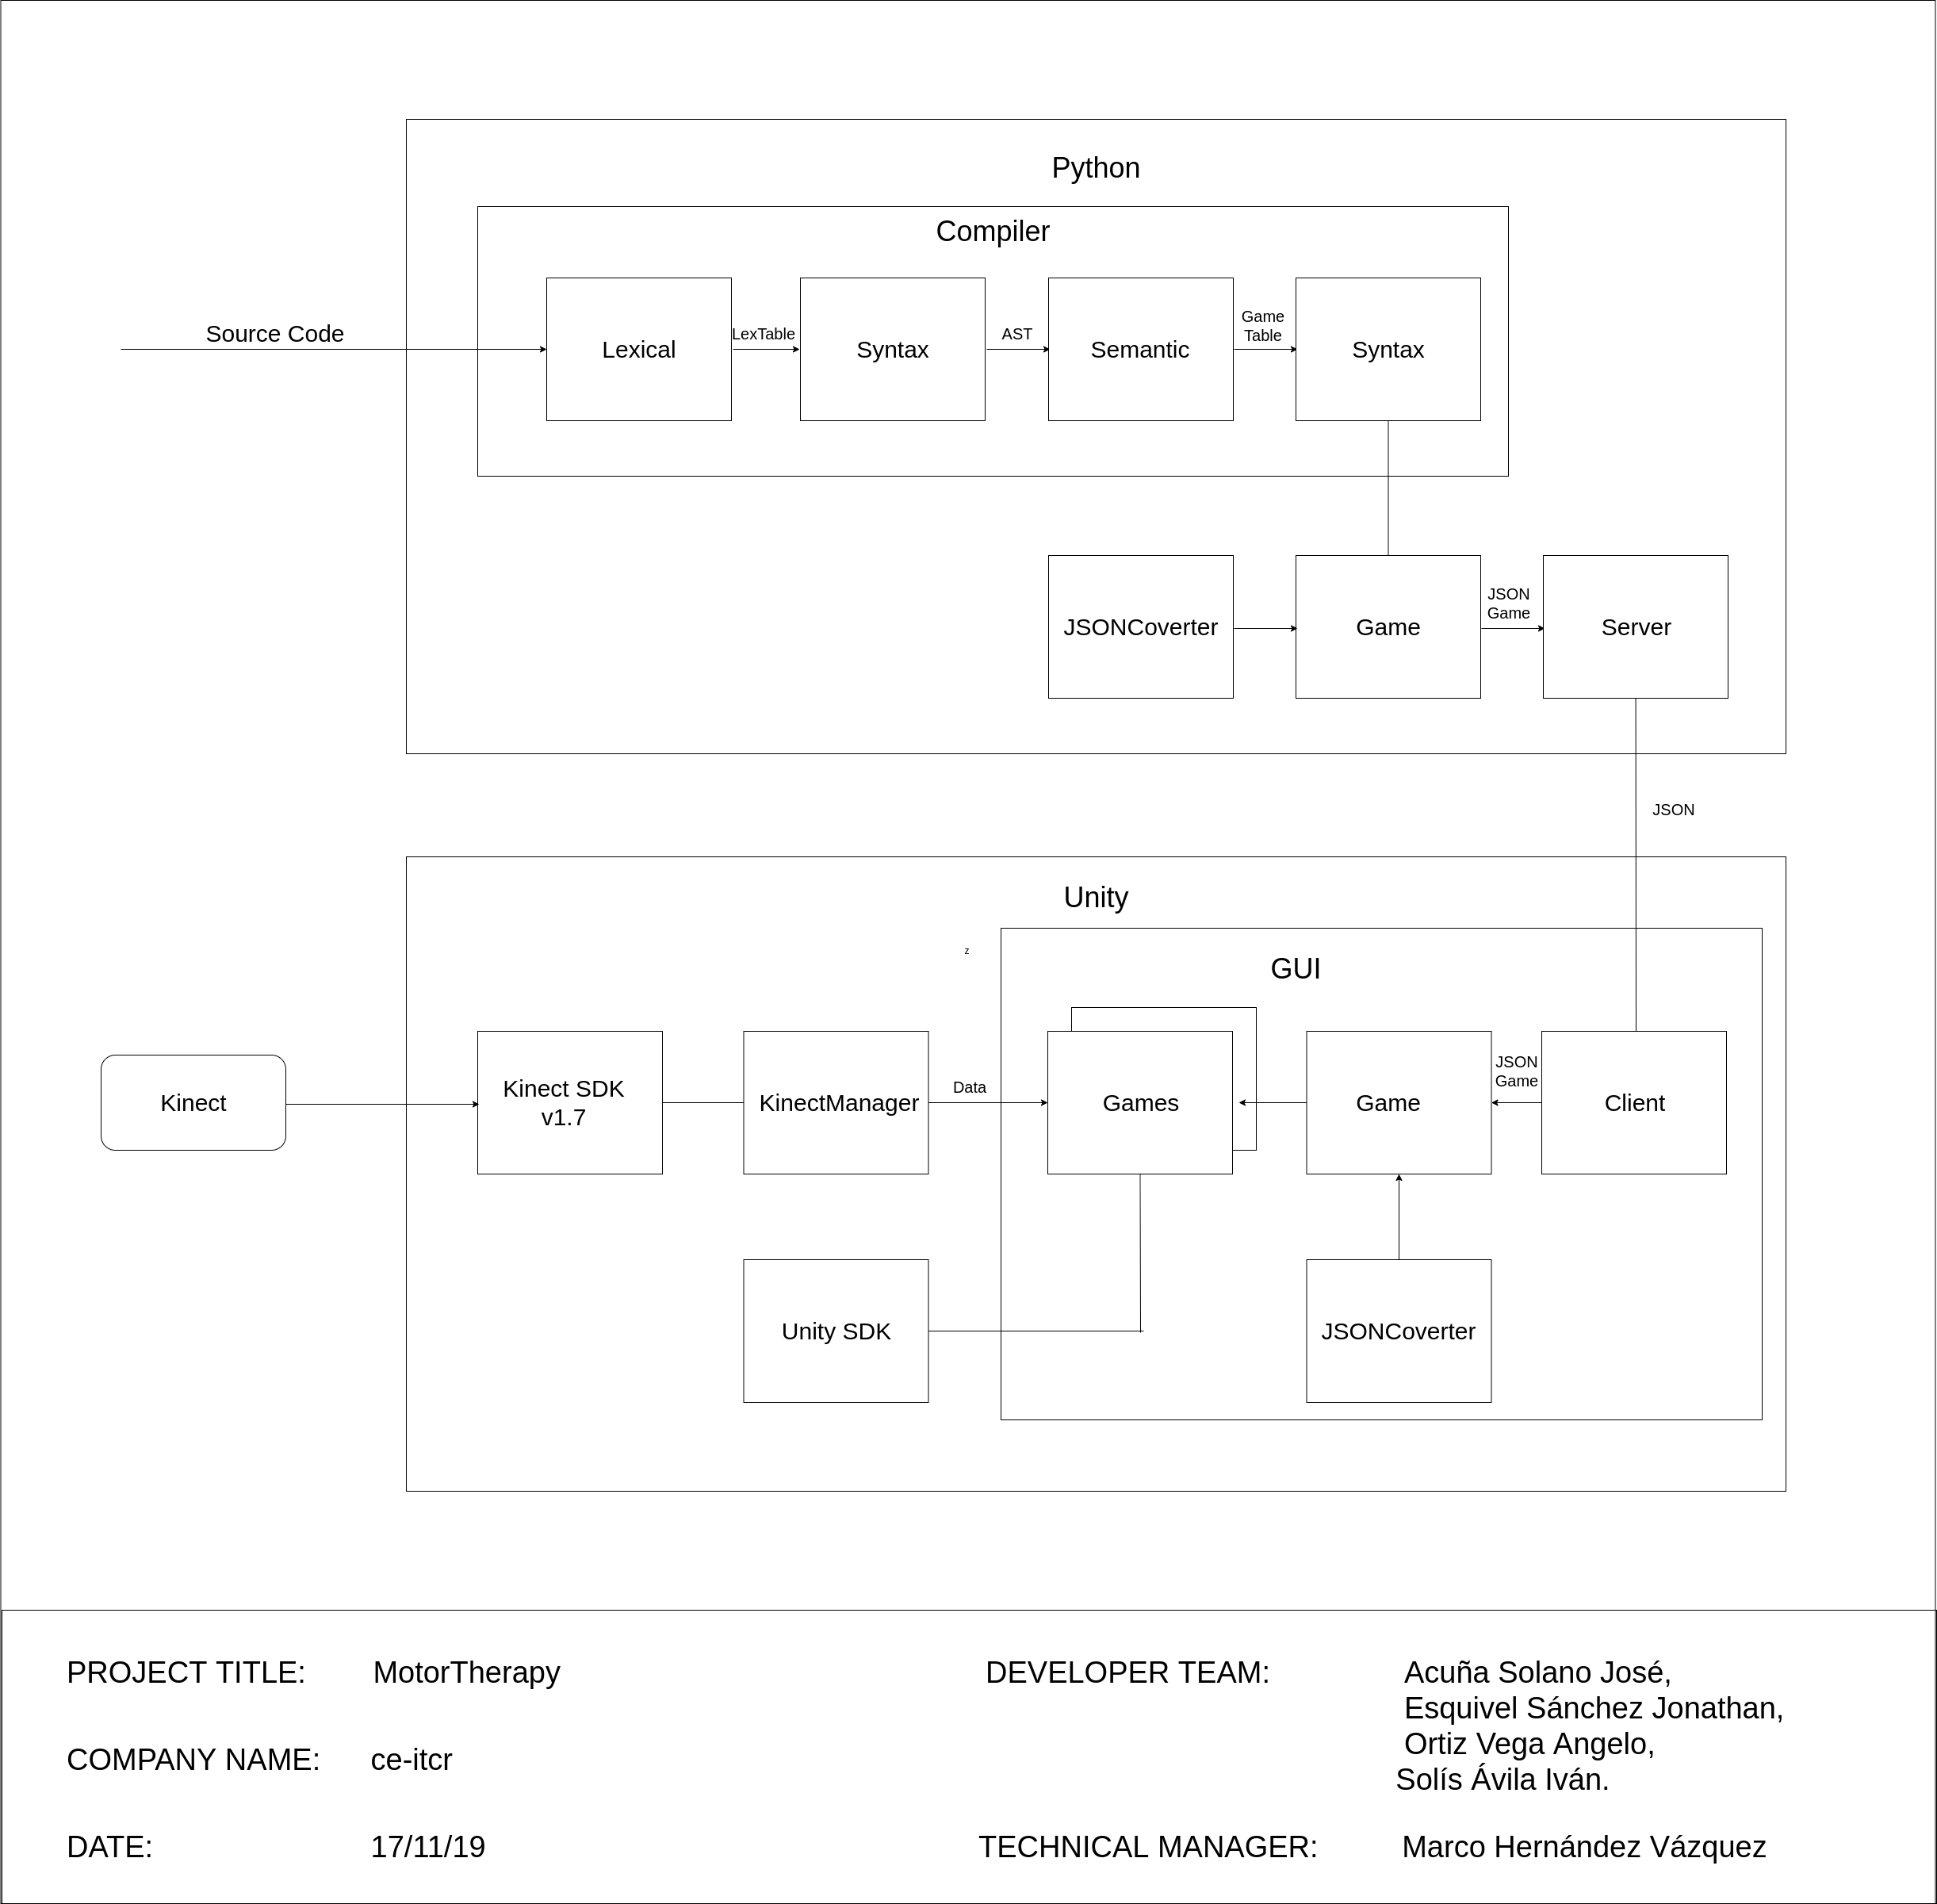 Python
Compiler
Source Code
Lexical
LexTable
Syntax
AST
Semantic
Game
Table
Syntax
JSONCoverter
Game
JSON
Game
Server
JSON
Unity
z
GUI
Kinect
Kinect SDK
v1.7
KinectManager
Data
Games
Game
JSON
Game
Client
Unity SDK
JSONCoverter
PROJECT TITLE: MotorTherapy
COMPANY NAME: ce-itcr
DATE: 17/11/19
DEVELOPER TEAM: Acuña Solano José,
Esquivel Sánchez Jonathan,
Ortiz Vega Angelo,
Solís Ávila Iván.
TECHNICAL MANAGER: Marco Hernández Vázquez